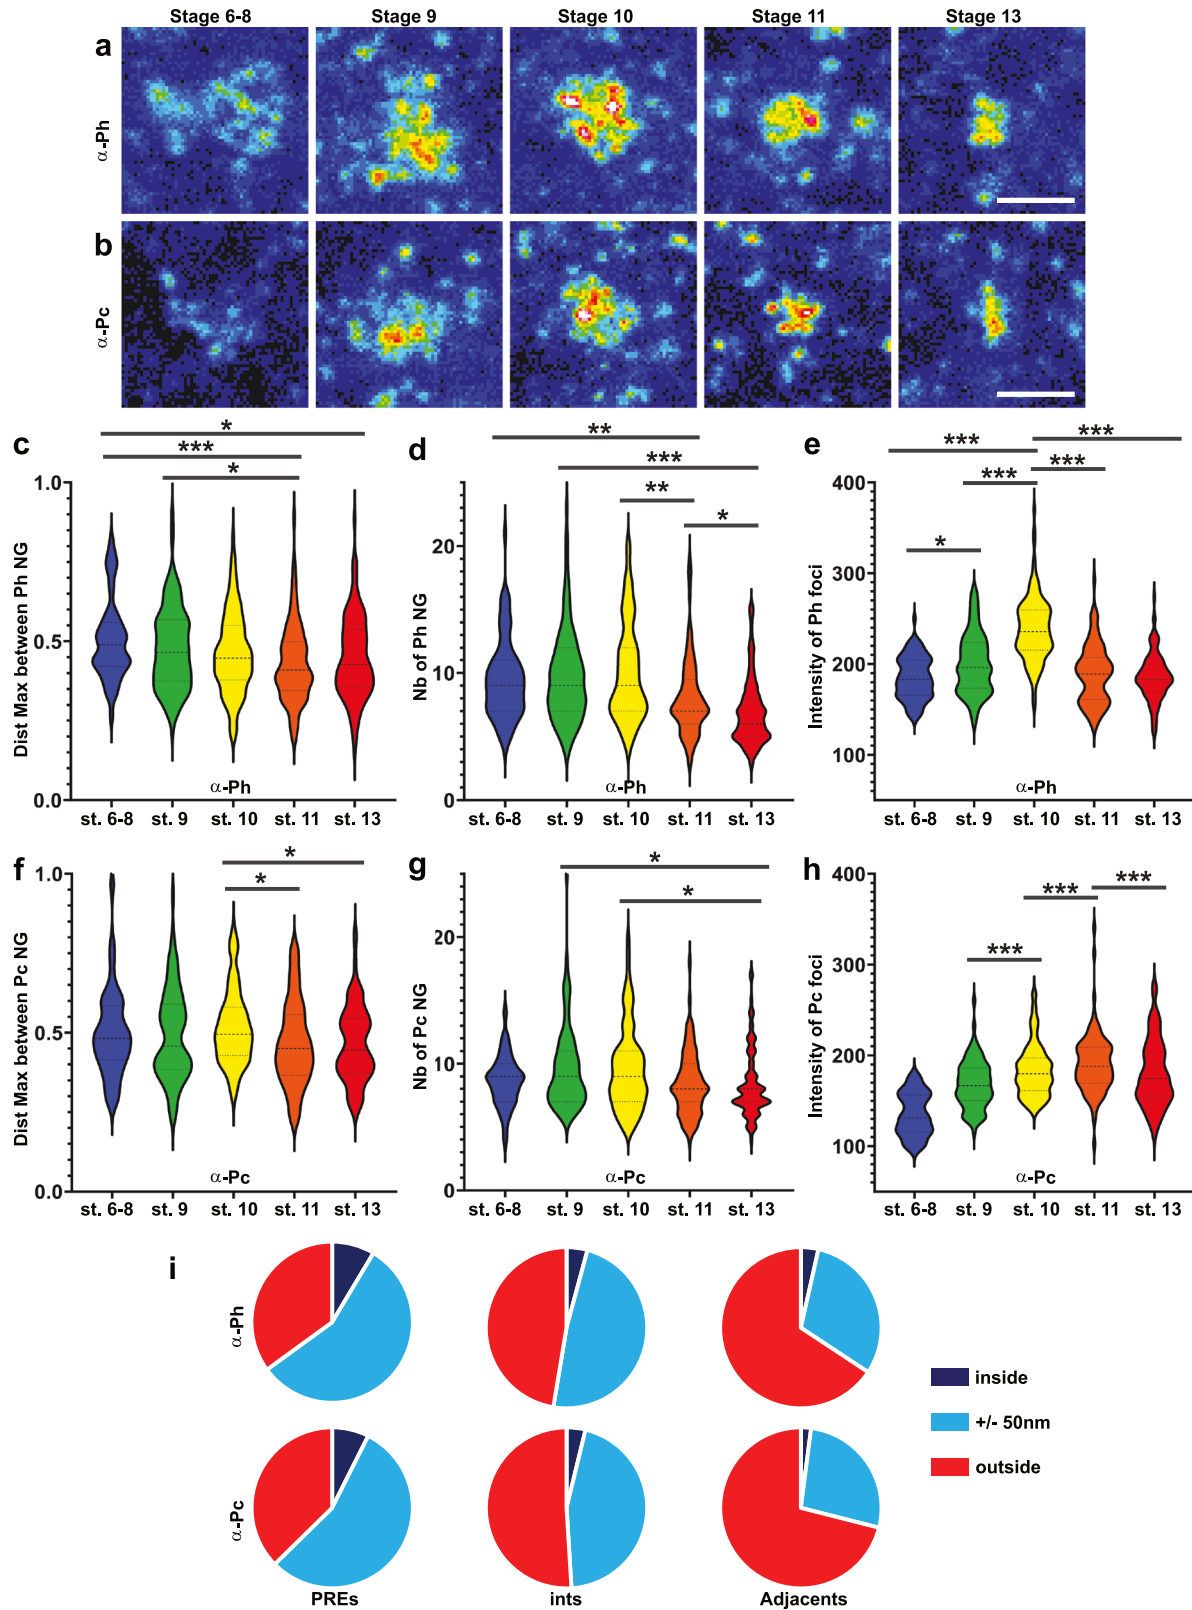 Stage 6-8 Stage 9 Stage 10 Stage 11 Stage 13
a
α-Ph
b
α-Pc
c
* *** *
Dist Max between Ph NG
1.0
0.5
0.0
α-Ph
st. 6-8 st. 9 st. 10 st. 11 st. 13
d
** *** ** *
Nb of Ph NG
20
10
0
st. 6-8 st. 9 st. 10 st. 11 st. 13
e
*** *** *** *** *
Intensity of Ph foci
400
300
200
100
α-Ph
st. 6-8 st. 9 st. 10 st. 11 st. 13
f
* *
Dist Max between Pc NG
1.0
0.5
0.0
α-Pc
st. 6-8 st. 9 st. 10 st. 11 st. 13
g
* *
Nb of Pc NG
20
10
0
st. 6-8 st. 9 st. 10 st. 11 st. 13
h
*** *** ***
Intensity of Pc foci
400
300
200
100
α-Pc
st. 6-8 st. 9 st. 10 st. 11 st. 13
i
α-Ph
α-Pc
PREs ints Adjacents
inside
+/- 50nm
outside